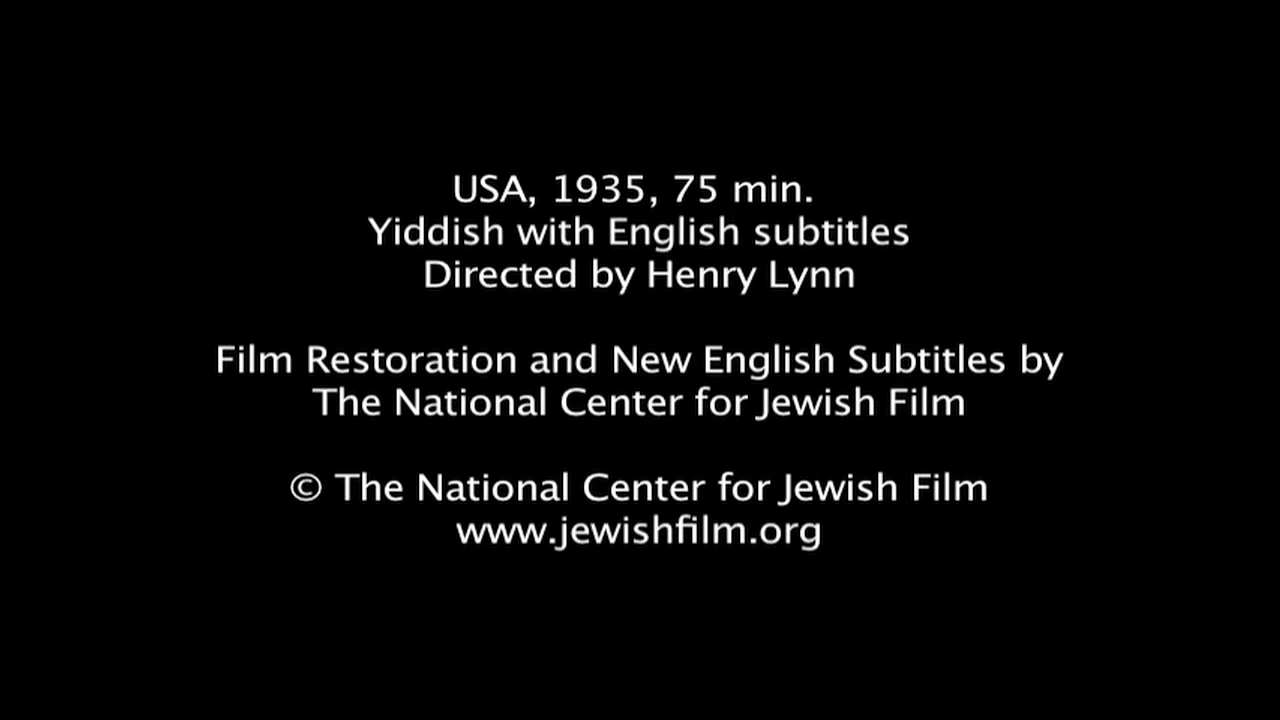 USA, 1935, 75 min.
Yiddish with English subtitles
Directed by Henry Lynn
Film Restoration and New English Subtitles by
The National Center for Jewish Film
© The National Center for Jewish Film
www.jewishfilm.org